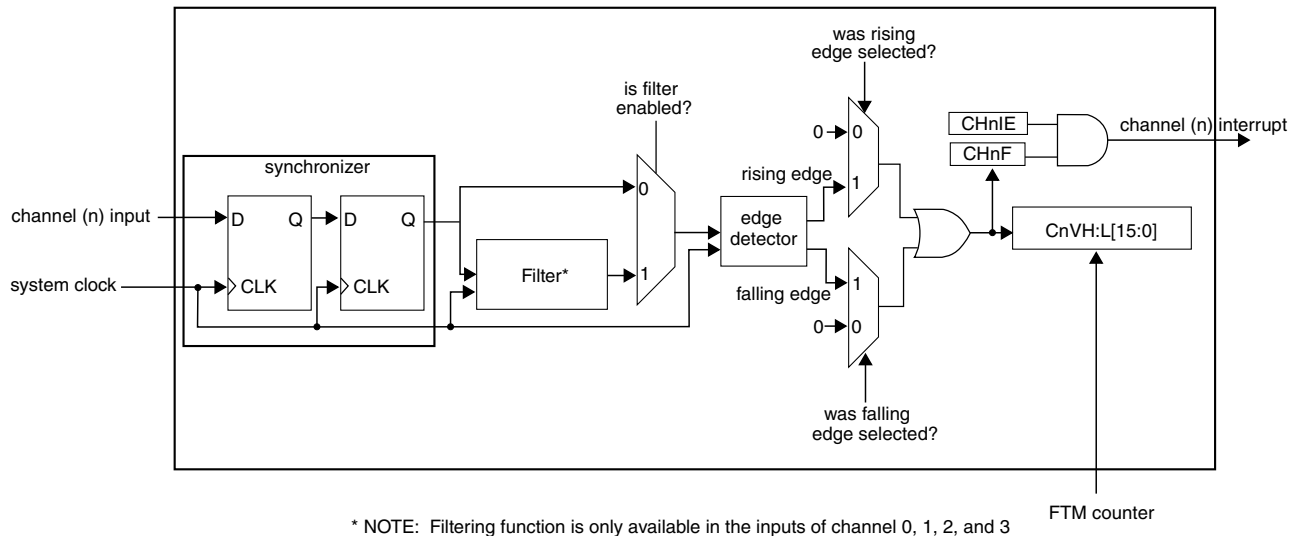 was rising
edge selected?
is filter
enabled?
CHnIE
channel (n) interrupt
CHnF
0
0
synchronizer
rising edge
1
0
channel (n) input
D
Q
D
Q
edge
detector
CnVH:L[15:0]
Filter*
1
system clock
CLK
CLK
falling edge
1
0
0
was falling
edge selected?
FTM counter
* NOTE: Filtering function is only available in the inputs of channel 0, 1, 2, and 3